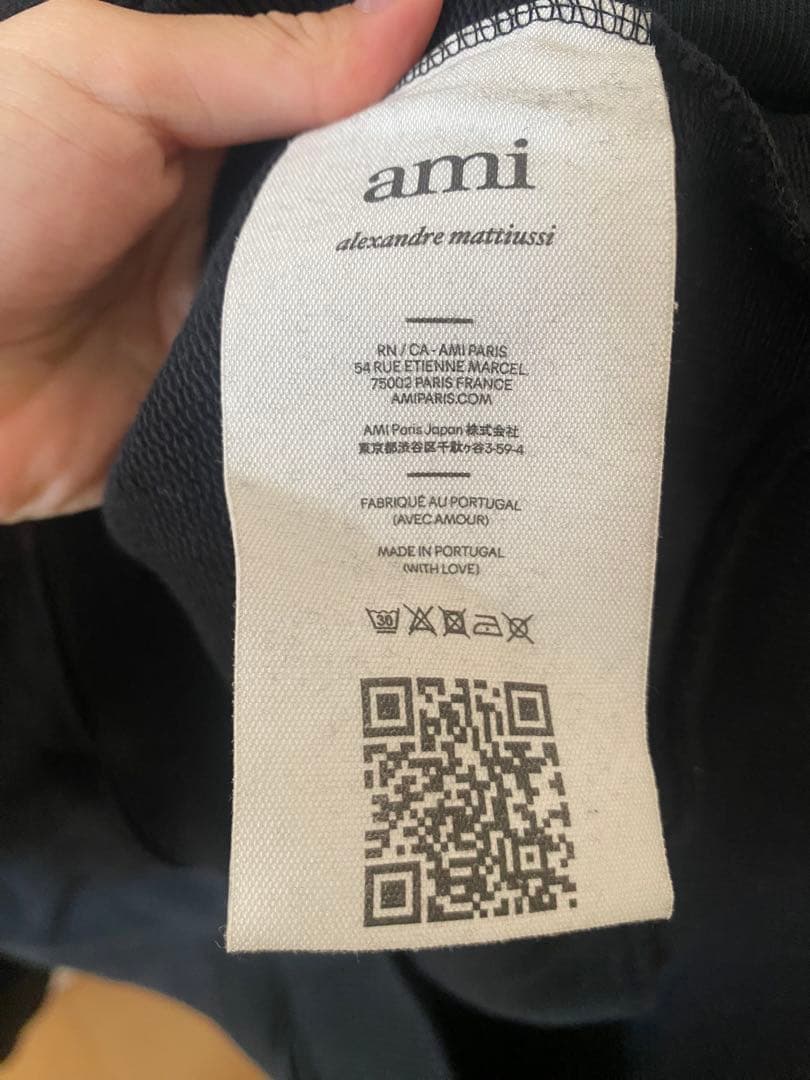 ami
alexandre mattiussi
RN / CA - AMI PARIS
54 RUE ETIENNE MARCEL
75002 PARIS FRANCE
AMIPARIS.COM
AMI Paris Japan 株式会社
東京都渋谷区千駄ヶ谷3-59-4
FABRIQUÉ AU PORTUGAL
(AVEC AMOUR)
MADE IN PORTUGAL
(WITH LOVE)
30